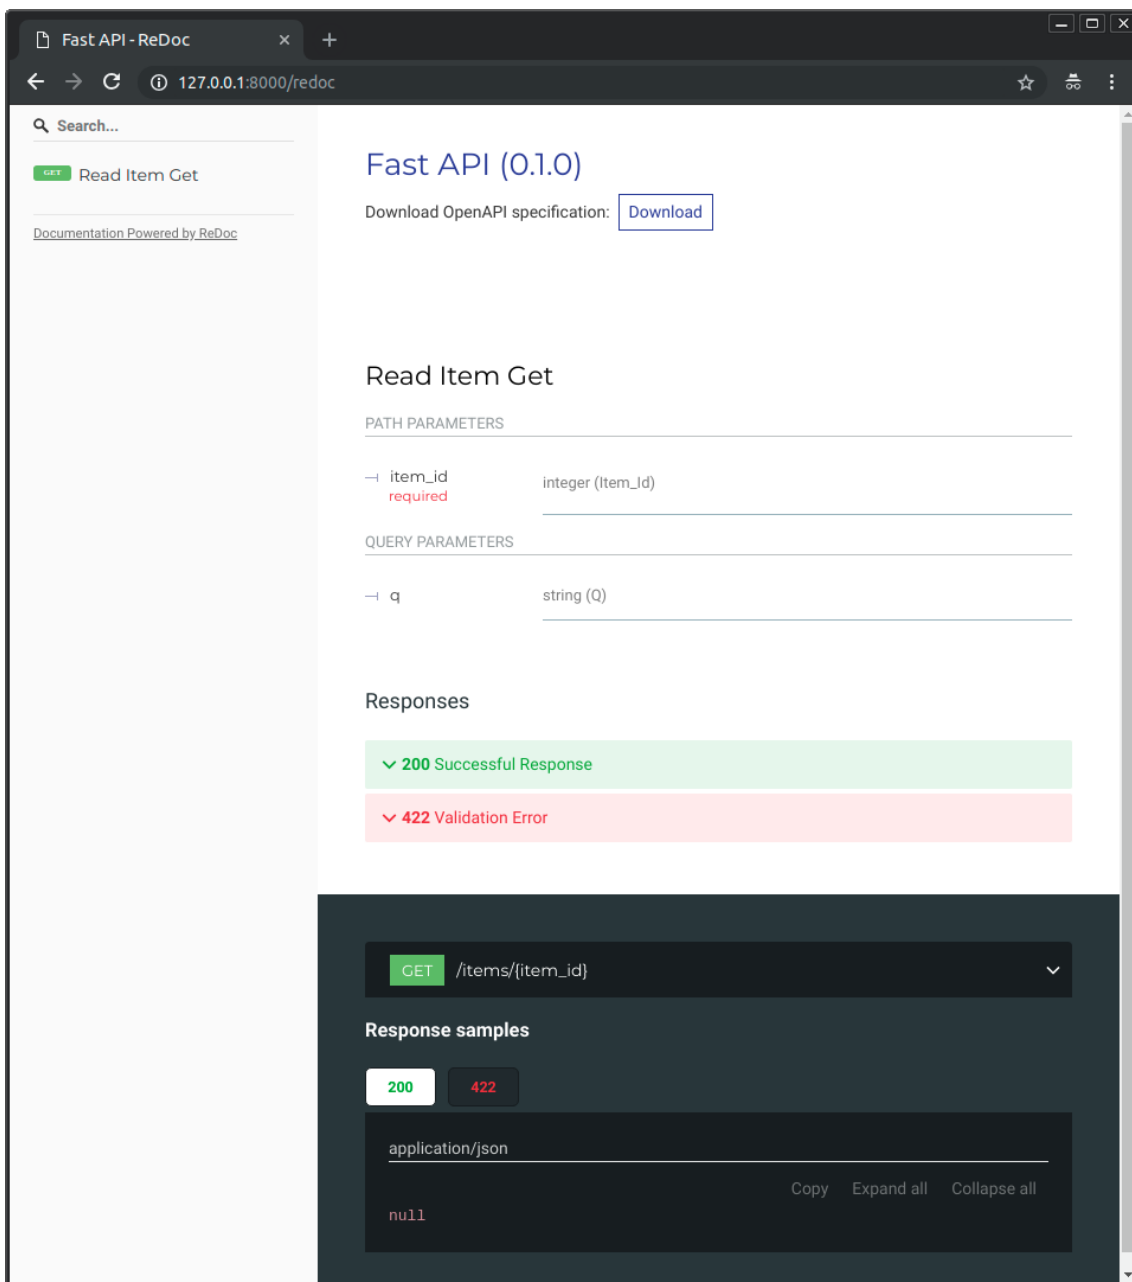 Fast API - ReDoc
127.0.0.1:8000/redoc
Search...
GET Read Item Get
Documentation Powered by ReDoc
Fast API (0.1.0)
Download OpenAPI specification: Download
Read Item Get
PATH PARAMETERS
item_id
required
integer (Item_Id)
QUERY PARAMETERS
q
string (Q)
Responses
200 Successful Response
422 Validation Error
GET /items/{item_id}
Response samples
200 422
application/json
Copy Expand all Collapse all
null